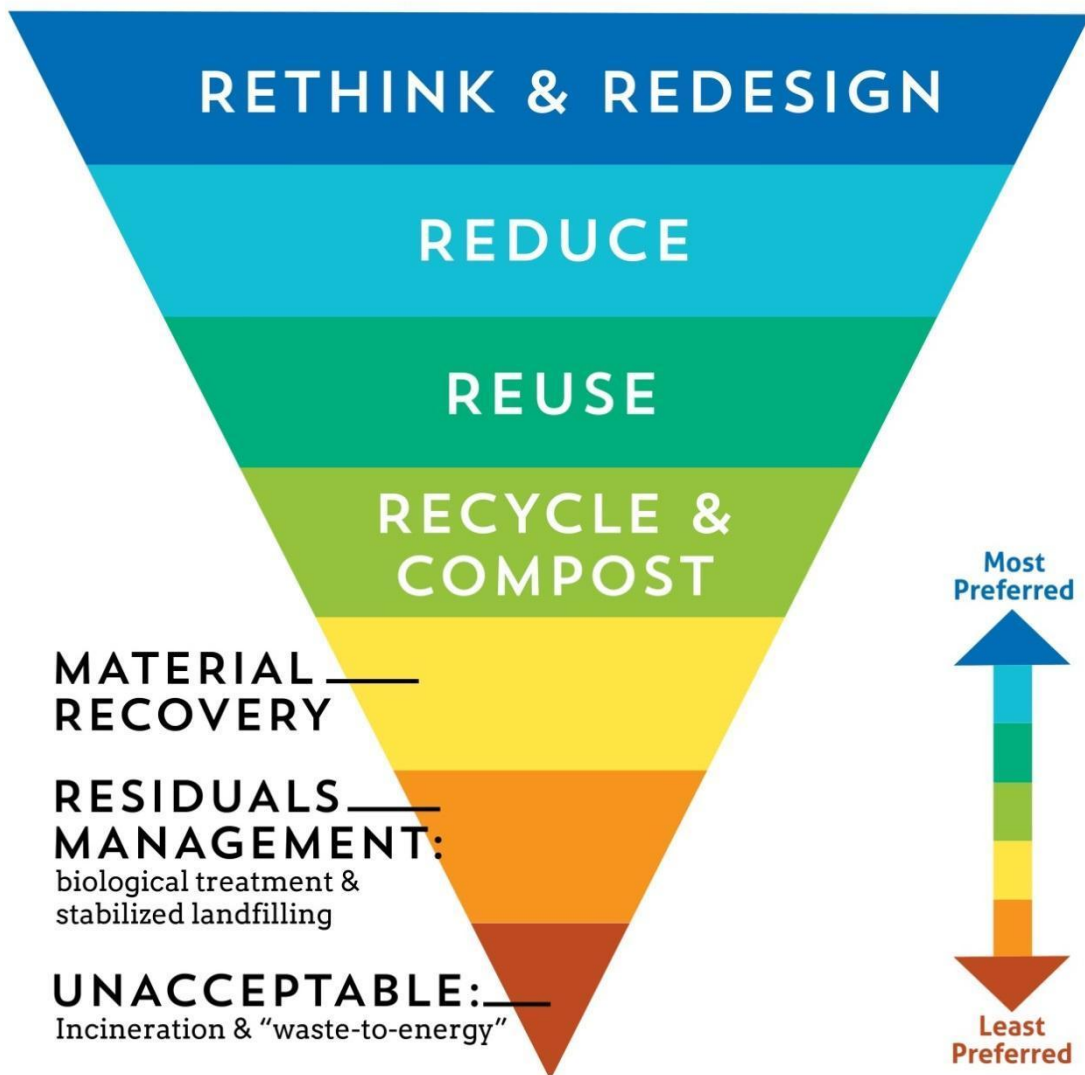 RETHINK & REDESIGN
REDUCE
REUSE
RECYCLE &
COMPOST
MATERIAL
RECOVERY
RESIDUALS
MANAGEMENT:
biological treatment &
stabilized landfilling
UNACCEPTABLE:
Incineration & “waste-to-energy”
Most
Preferred
Least
Preferred